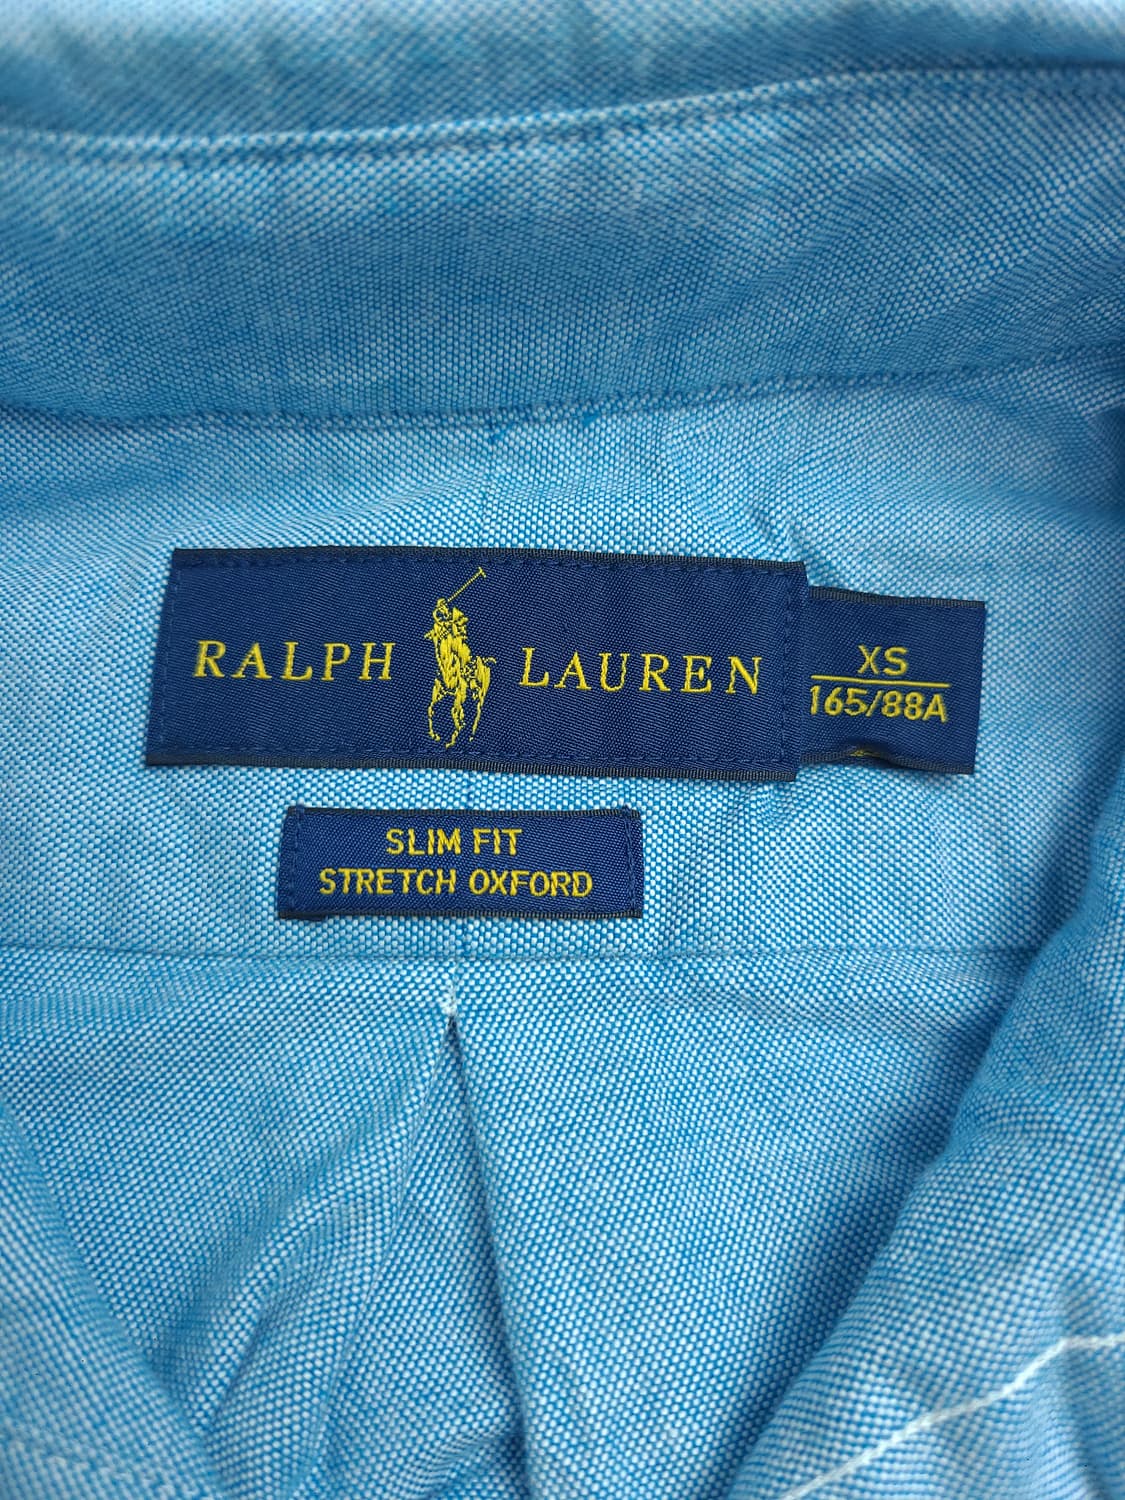 RALPH LAUREN
XS
165/88A
SLIM FIT
STRETCH OXFORD